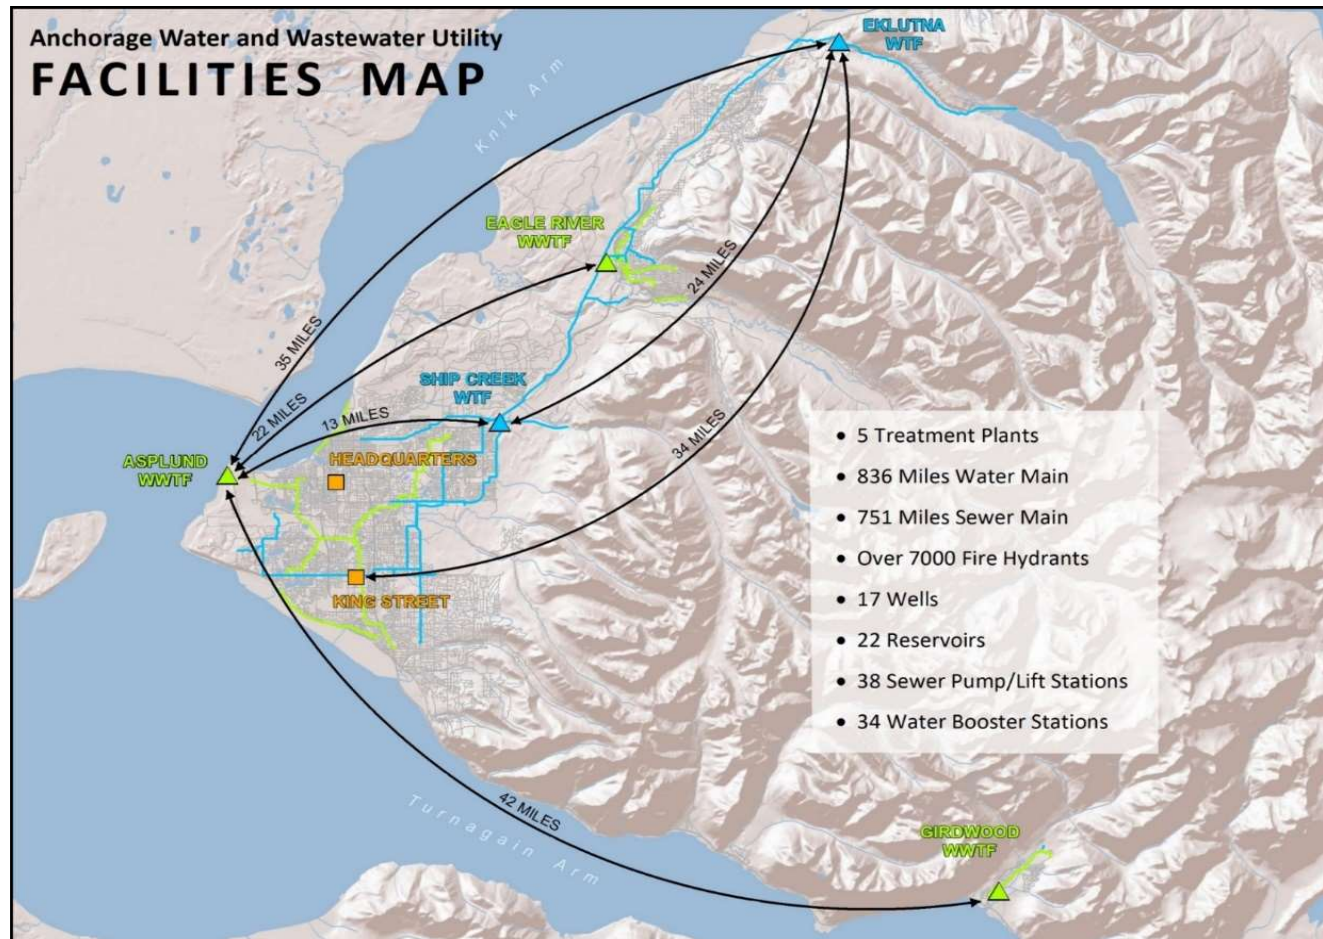 Anchorage Water and Wastewater Utility
FACILITIES MAP
EKLUTNA
WTF
Knik Arm
EAGLE RIVER
WWTF
24 MILES
35 MILES
SHIP CREEK
WTF
22 MILES
13 MILES
34 MILES
ASPLUND
WWTF
HEADQUARTERS
KING STREET
• 5 Treatment Plants
• 836 Miles Water Main
• 751 Miles Sewer Main
• Over 7000 Fire Hydrants
• 17 Wells
• 22 Reservoirs
• 38 Sewer Pump/Lift Stations
• 34 Water Booster Stations
42 MILES
Turnagain Arm
GIRDWOOD
WWTF